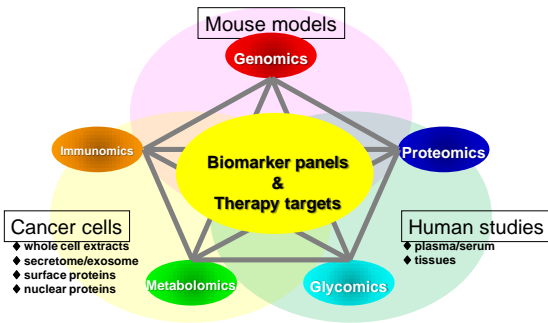 Mouse models
Genomics
Immunomics
Proteomics
Biomarker panels
&
Therapy targets
Cancer cells
♦ whole cell extracts
♦ secretome/exosome
♦ surface proteins
♦ nuclear proteins
Human studies
♦ plasma/serum
♦ tissues
Metabolomics
Glycomics